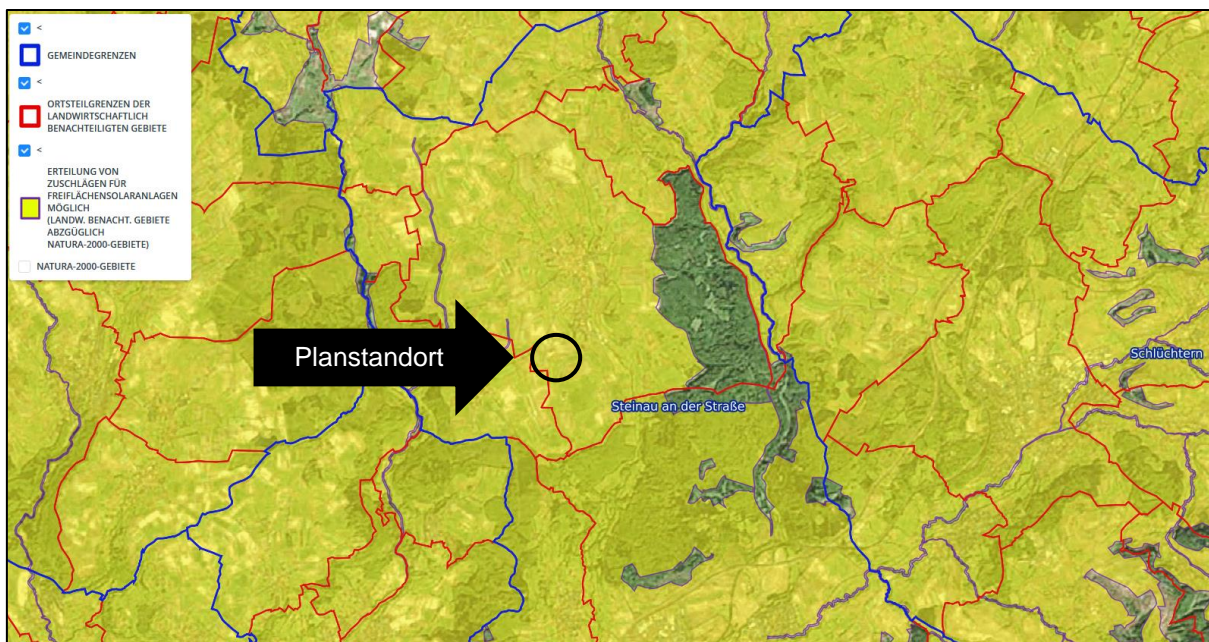 <
GEMEINDEGRENZEN
<
ORTSTEILGRENZEN DER
LANDWIRTSCHAFTLICH
BENACHTEILIGTEN GEBIETE
<
ERTEILUNG VON
ZUSCHLÄGEN FÜR
FREIFLÄCHENSOLARANLAGEN
MÖGLICH
(LANDW. BENACHT. GEBIETE
ABZGÜGLICH
NATURA-2000-GEBIETE)
NATURA-2000-GEBIETE
Planstandort
Schlüchtern
Steinau an der Straße